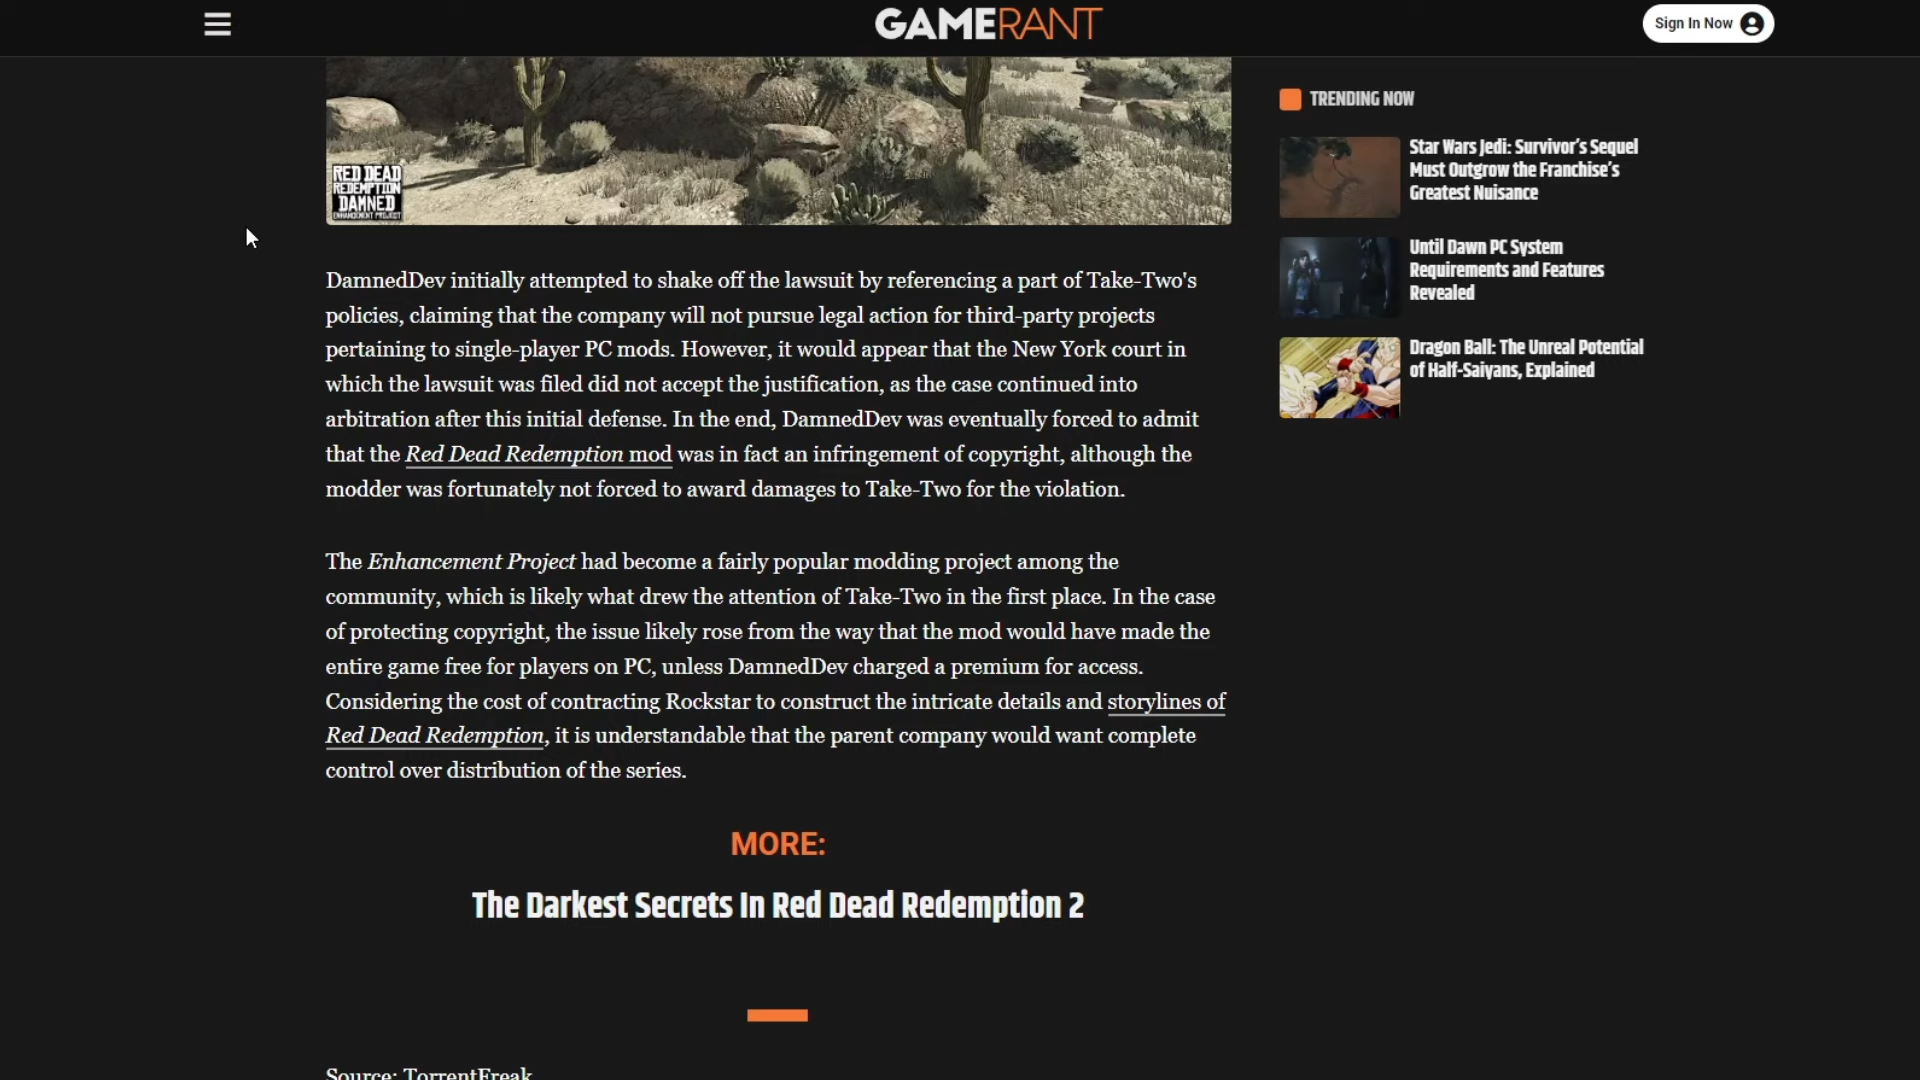 GAMERANT
Sign In Now
RED DEAD
REDEMPTION
DAMNED
ENHANCEMENT PROJECT
DamnedDev initially attempted to shake off the lawsuit by referencing a part of Take-Two's
policies, claiming that the company will not pursue legal action for third-party projects
pertaining to single-player PC mods. However, it would appear that the New York court in
which the lawsuit was filed did not accept the justification, as the case continued into
arbitration after this initial defense. In the end, DamnedDev was eventually forced to admit
that the Red Dead Redemption mod was in fact an infringement of copyright, although the
modder was fortunately not forced to award damages to Take-Two for the violation.
The Enhancement Project had become a fairly popular modding project among the
community, which is likely what drew the attention of Take-Two in the first place. In the case
of protecting copyright, the issue likely rose from the way that the mod would have made the
entire game free for players on PC, unless DamnedDev charged a premium for access.
Considering the cost of contracting Rockstar to construct the intricate details and storylines of
Red Dead Redemption, it is understandable that the parent company would want complete
control over distribution of the series.
MORE:
The Darkest Secrets In Red Dead Redemption 2
Source: TorrentFreak
TRENDING NOW
Star Wars Jedi: Survivor's Sequel
Must Outgrow the Franchise's
Greatest Nuisance
Until Dawn PC System
Requirements and Features
Revealed
Dragon Ball: The Unreal Potential
of Half-Saiyans, Explained